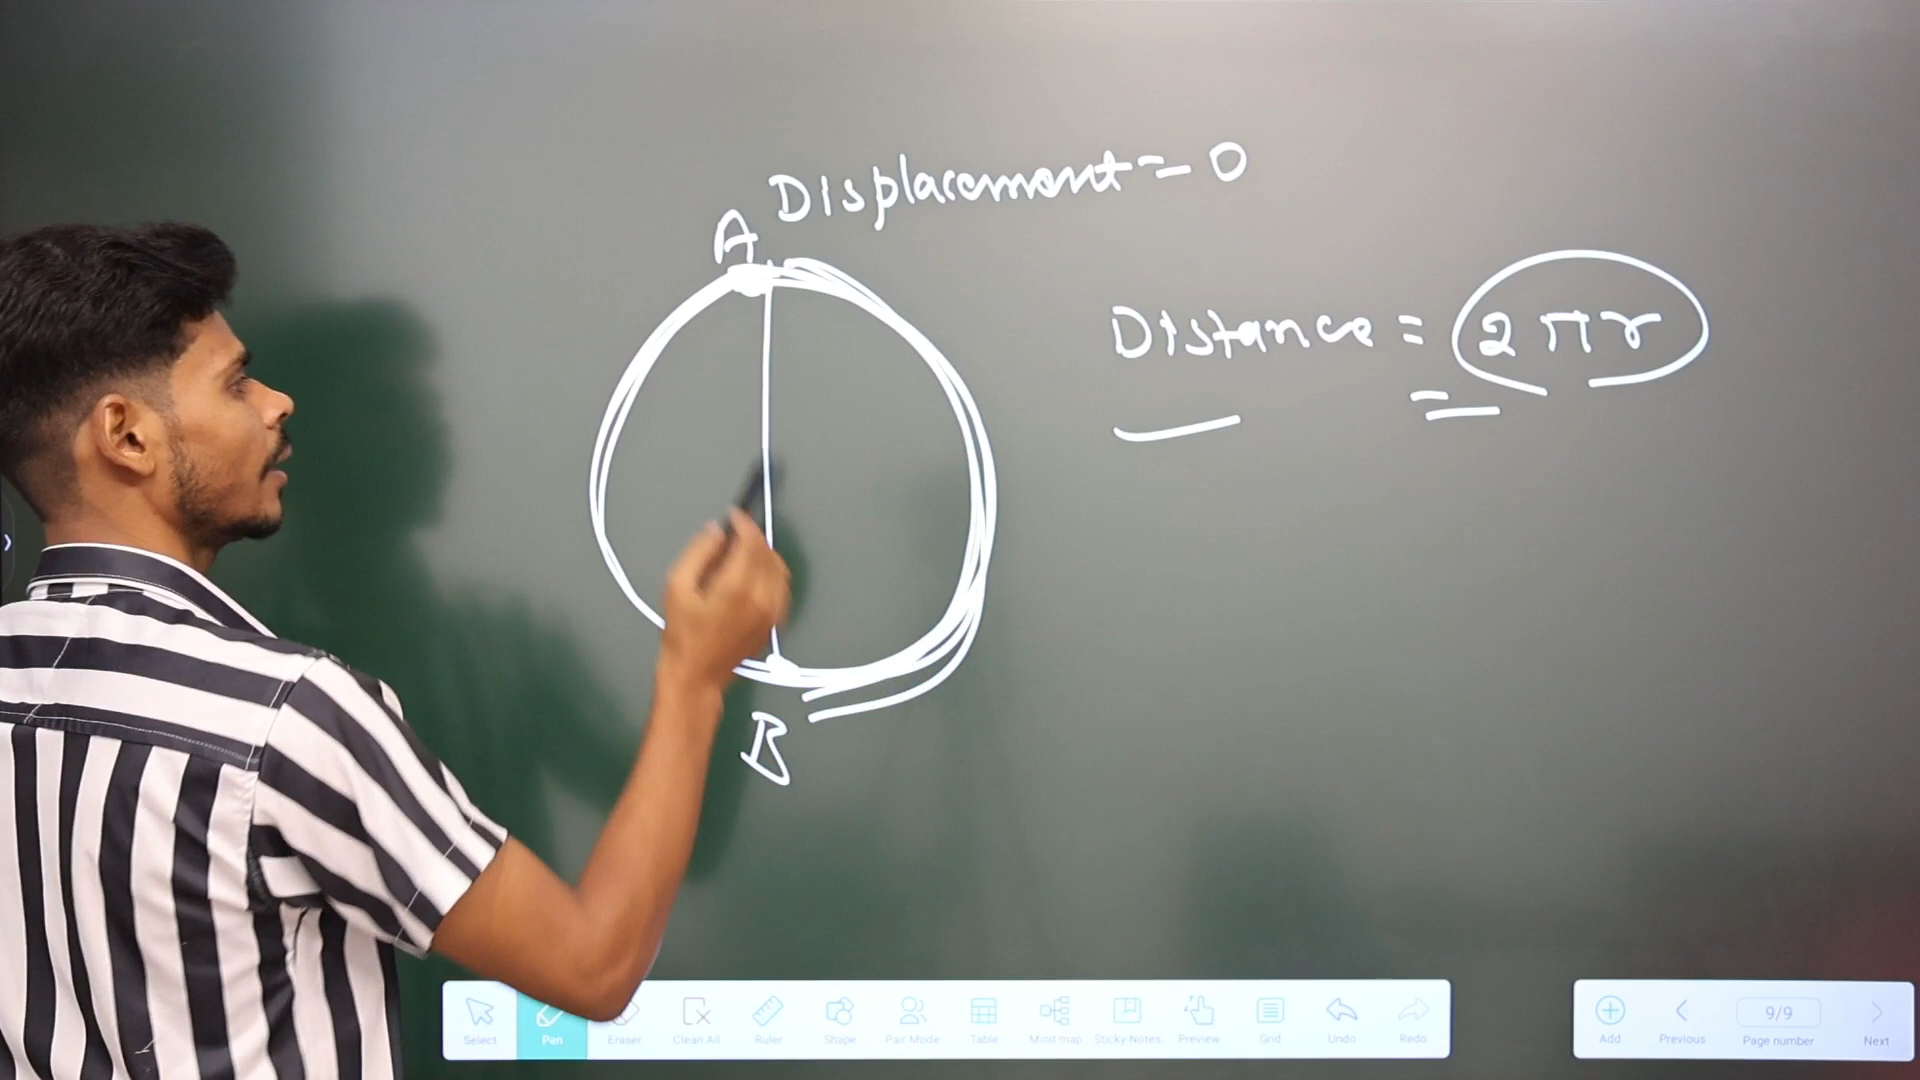 Displacement = 0
A
Distance = 2πr
B
Select Pen Eraser Clean All Ruler Shape Pair Mode Table Mind map Sticky Notes Preview Grid Undo Redo
Add Previous 9/9 Page number Next